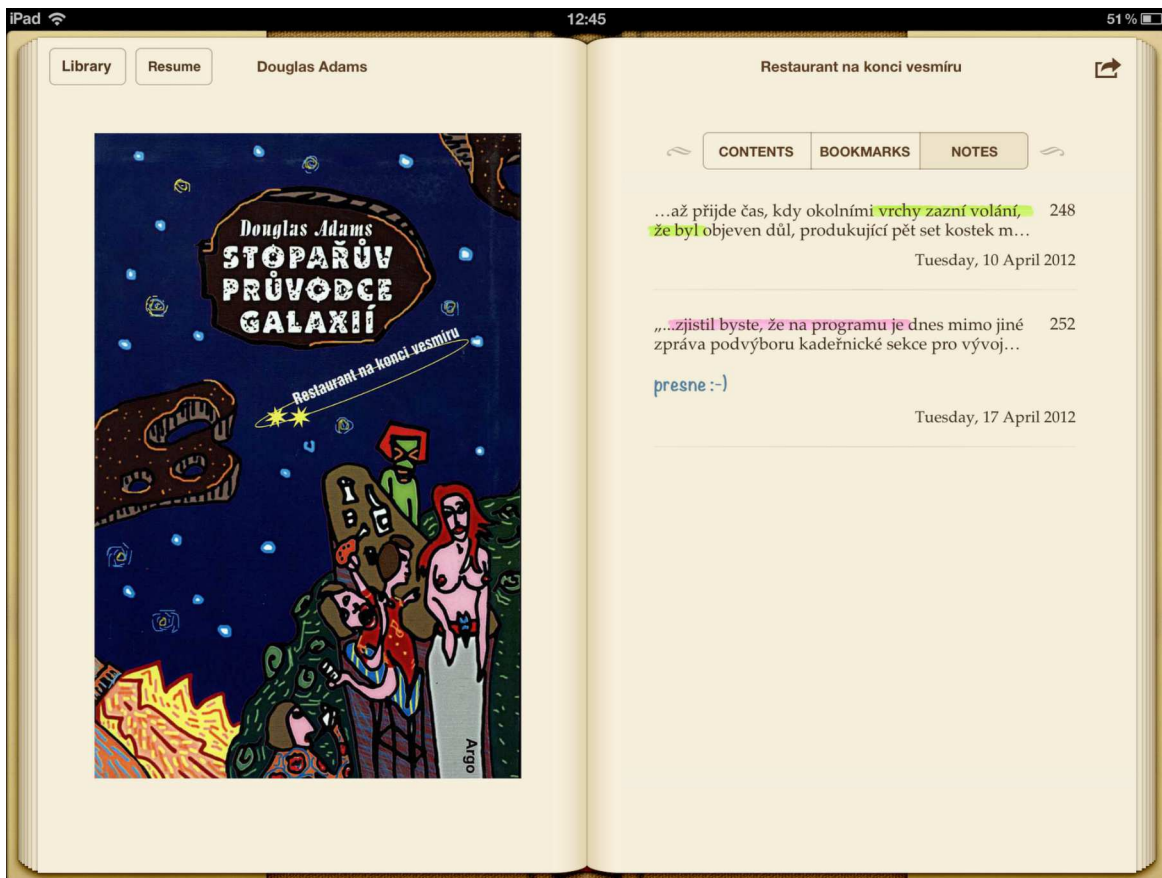 iPad 12:45 51 %
Library Resume Douglas Adams
Douglas Adams
STOPAŘŮV
PRŮVODCE
GALAXIÍ
Restaurant na konci vesmíru
Argo
Restaurant na konci vesmíru
CONTENTS BOOKMARKS NOTES
…až přijde čas, kdy okolními vrchy zazní volání, 248
že byl objeven důl, produkující pět set kostek m…
Tuesday, 10 April 2012
„...zjistil byste, že na programu je dnes mimo jiné 252
zpráva podvýboru kadeřnické sekce pro vývoj…
presne :-)
Tuesday, 17 April 2012